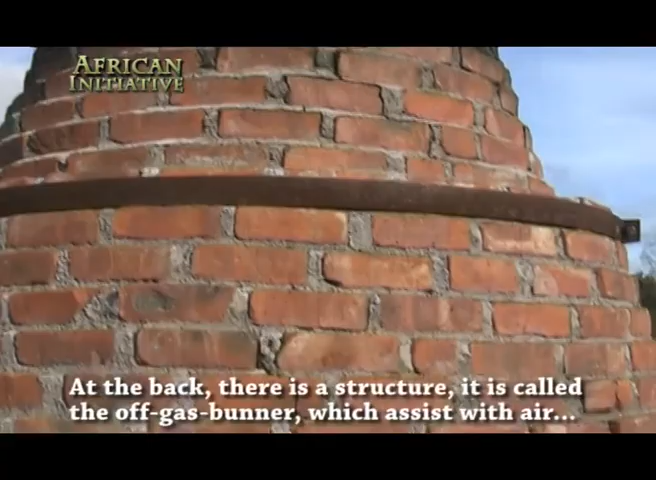 AFRICAN
INITIATIVE
At the back, there is a structure, it is called
the off-gas-bunner, which assist with air...